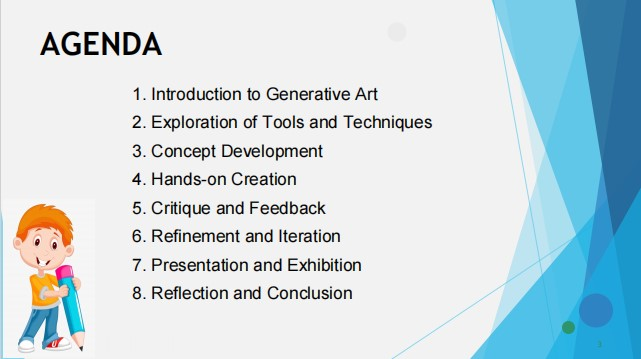 AGENDA
1. Introduction to Generative Art
2. Exploration of Tools and Techniques
3. Concept Development
4. Hands-on Creation
5. Critique and Feedback
6. Refinement and Iteration
7. Presentation and Exhibition
8. Reflection and Conclusion